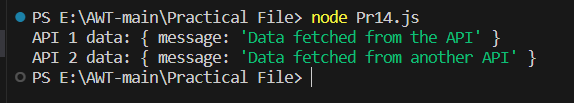 PS E:\AWT-main\Practical File> node Pr14.js
API 1 data: { message: 'Data fetched from the API' }
API 2 data: { message: 'Data fetched from another API' }
PS E:\AWT-main\Practical File>